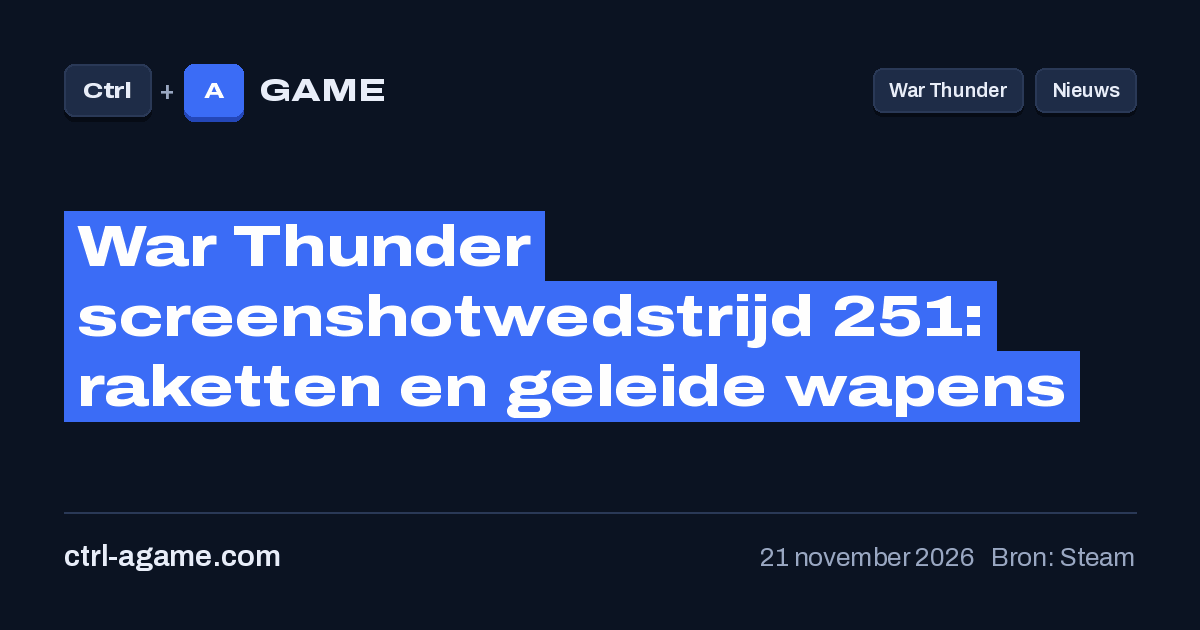 Ctrl + A GAME
War Thunder Nieuws
War Thunder
screenshotwedstrijd 251:
raketten en geleide wapens
ctrl-agame.com
21 november 2026 Bron: Steam